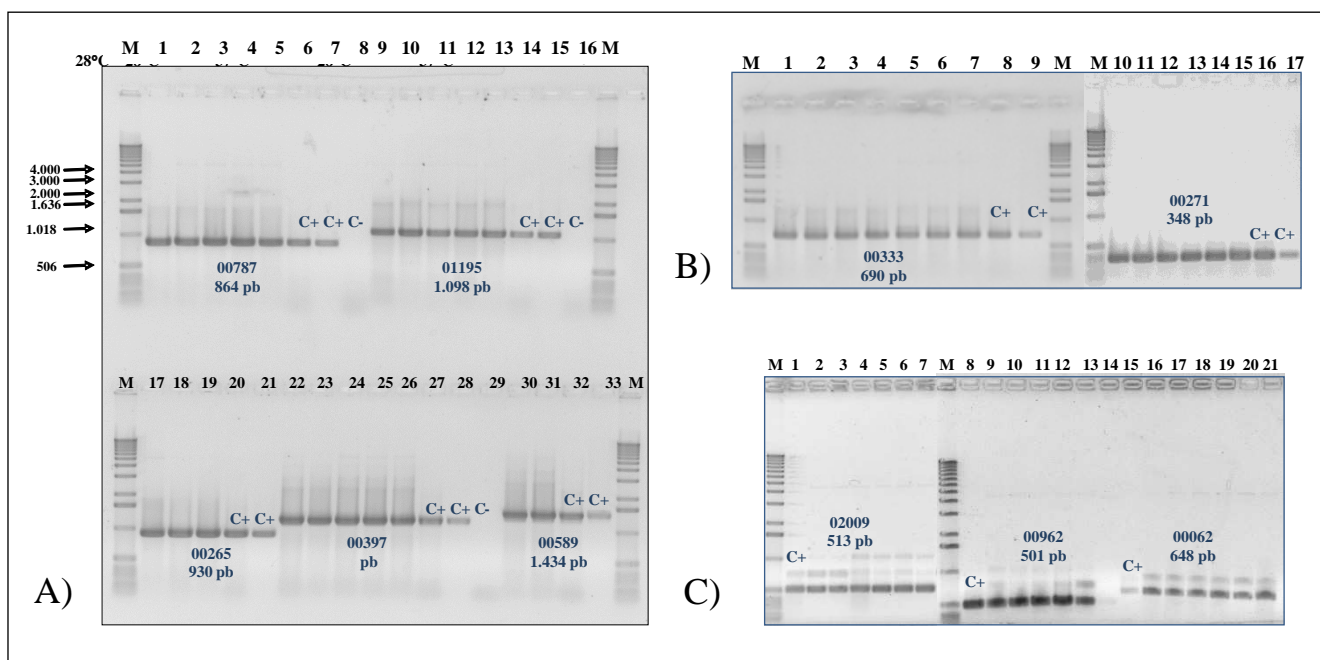 M 1 2 3 4 5 6 7 8 9 10 11 12 13 14 15 16 M
28ºC
4.000
3.000
2.000
1.636
1.018
506
C+ C+ C-
C+ C+ C-
00787
864 pb
01195
1.098 pb
M 17 18 19 20 21 22 23 24 25 26 27 28 29 30 31 32 33 M
C+ C+
C+ C+ C-
C+ C+
00265
930 pb
00397
pb
00589
1.434 pb
A)
M 1 2 3 4 5 6 7 8 9 M 10 11 12 13 14 15 16 17
C+ C+
00333
690 pb
00271
348 pb
C+ C+
B)
M 1 2 3 4 5 6 7 M 8 9 10 11 12 13 14 15 16 17 18 19 20 21
02009
513 pb
C+
00962
501 pb
C+
00062
648 pb
C+
C)